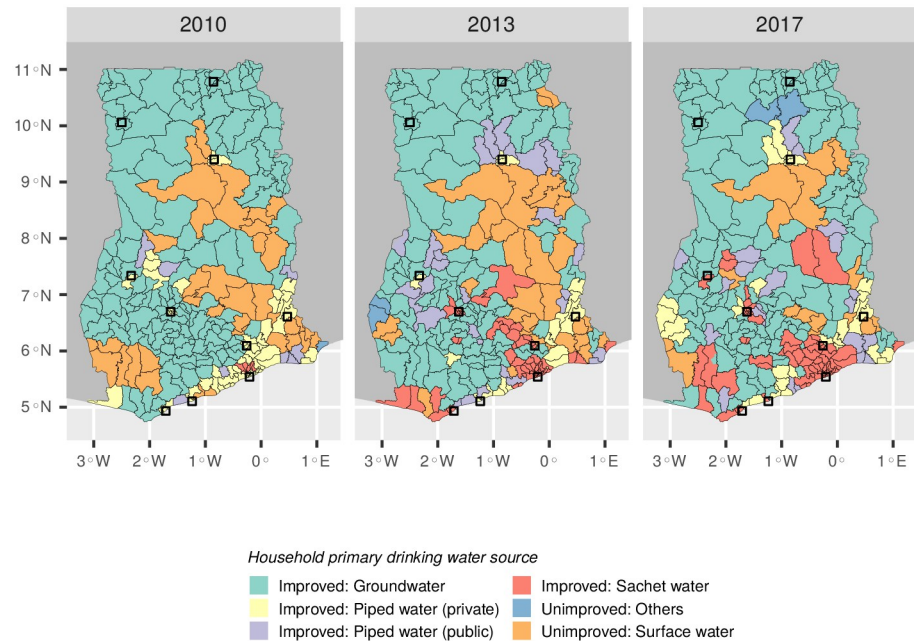 2010 2013 2017
11°N
10°N
9°N
8°N
7°N
6°N
5°N
3°W 2°W 1°W 0° 1°E 3°W 2°W 1°W 0° 1°E 3°W 2°W 1°W 0° 1°E
Household primary drinking water source
Improved: Groundwater Improved: Sachet water
Improved: Piped water (private) Unimproved: Others
Improved: Piped water (public) Unimproved: Surface water